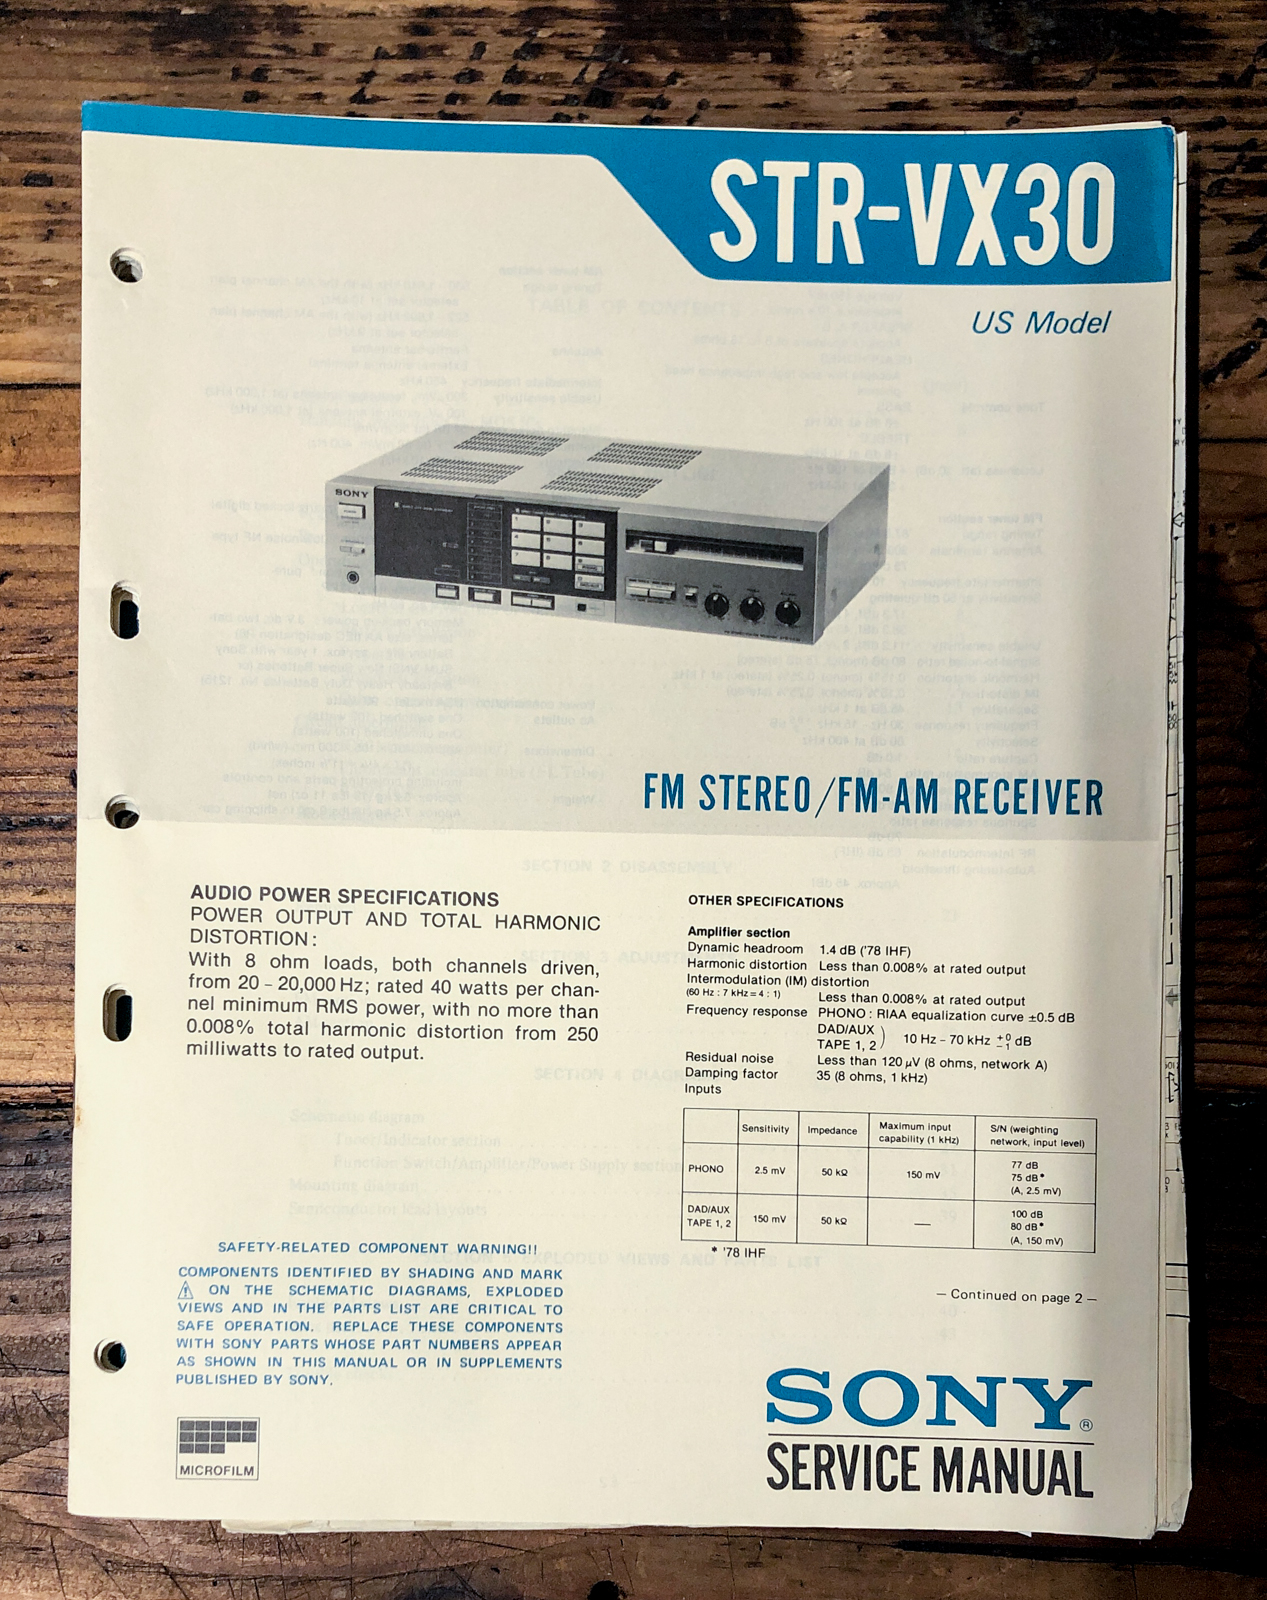 STR-VX30
US Model
SONY
FM STEREO/FM-AM RECEIVER
AUDIO POWER SPECIFICATIONS
POWER OUTPUT AND TOTAL HARMONIC
DISTORTION:
With 8 ohm loads, both channels driven,
from 20 – 20,000 Hz; rated 40 watts per chan-
nel minimum RMS power, with no more than
0.008% total harmonic distortion from 250
milliwatts to rated output.
OTHER SPECIFICATIONS
Amplifier section
Dynamic headroom 1.4 dB ('78 IHF)
Harmonic distortion Less than 0.008% at rated output
Intermodulation (IM) distortion
(60 Hz : 7 kHz = 4 : 1) Less than 0.008% at rated output
Frequency response PHONO : RIAA equalization curve ±0.5 dB
DAD/AUX
TAPE 1, 2) 10 Hz – 70 kHz +0 −1 dB
Residual noise Less than 120 μV (8 ohms, network A)
Damping factor 35 (8 ohms, 1 kHz)
Inputs
Sensitivity Impedance Maximum input capability (1 kHz) S/N (weighting network, input level)
PHONO 2.5 mV 50 kΩ 150 mV 77 dB 75 dB* (A, 2.5 mV)
DAD/AUX TAPE 1, 2 150 mV 50 kΩ — 100 dB 80 dB* (A, 150 mV)
* '78 IHF
— Continued on page 2 —
SAFETY-RELATED COMPONENT WARNING!!
COMPONENTS IDENTIFIED BY SHADING AND MARK
⚠ ON THE SCHEMATIC DIAGRAMS, EXPLODED
VIEWS AND IN THE PARTS LIST ARE CRITICAL TO
SAFE OPERATION. REPLACE THESE COMPONENTS
WITH SONY PARTS WHOSE PART NUMBERS APPEAR
AS SHOWN IN THIS MANUAL OR IN SUPPLEMENTS
PUBLISHED BY SONY.
MICROFILM
SONY®
SERVICE MANUAL